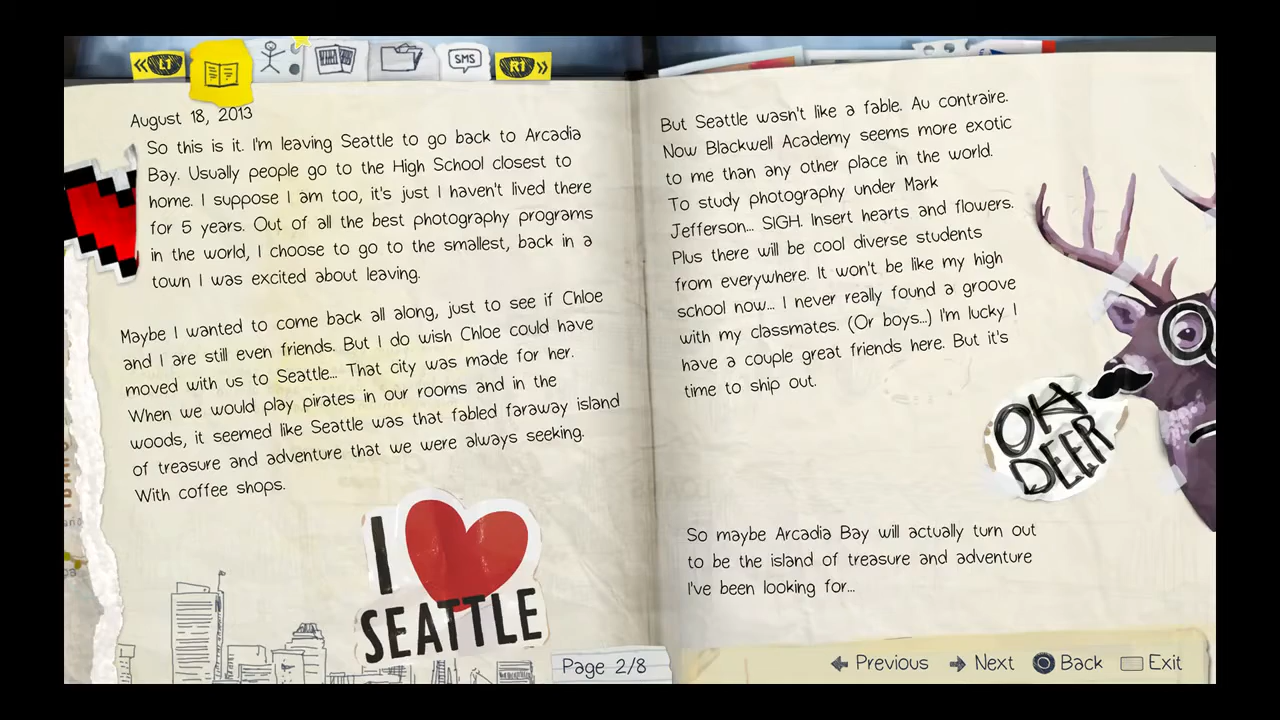 LT
SMS
R1
August 18, 2013
So this is it. I'm leaving Seattle to go back to Arcadia
Bay. Usually people go to the High School closest to
home. I suppose I am too, it's just I haven't lived there
for 5 years. Out of all the best photography programs
in the world, I choose to go to the smallest, back in a
town I was excited about leaving.
Maybe I wanted to come back all along, just to see if Chloe
and I are still even friends. But I do wish Chloe could have
moved with us to Seattle... That city was made for her.
When we would play pirates in our rooms and in the
woods, it seemed like Seattle was that fabled faraway island
of treasure and adventure that we were always seeking.
With coffee shops.
I
SEATTLE
Page 2/8
But Seattle wasn't like a fable. Au contraire.
Now Blackwell Academy seems more exotic
to me than any other place in the world.
To study photography under Mark
Jefferson... SIGH. Insert hearts and flowers.
Plus there will be cool diverse students
from everywhere. It won't be like my high
school now... I never really found a groove
with my classmates. (Or boys...) I'm lucky I
have a couple great friends here. But it's
time to ship out.
OH
DEER
So maybe Arcadia Bay will actually turn out
to be the island of treasure and adventure
I've been looking for...
Previous Next Back Exit